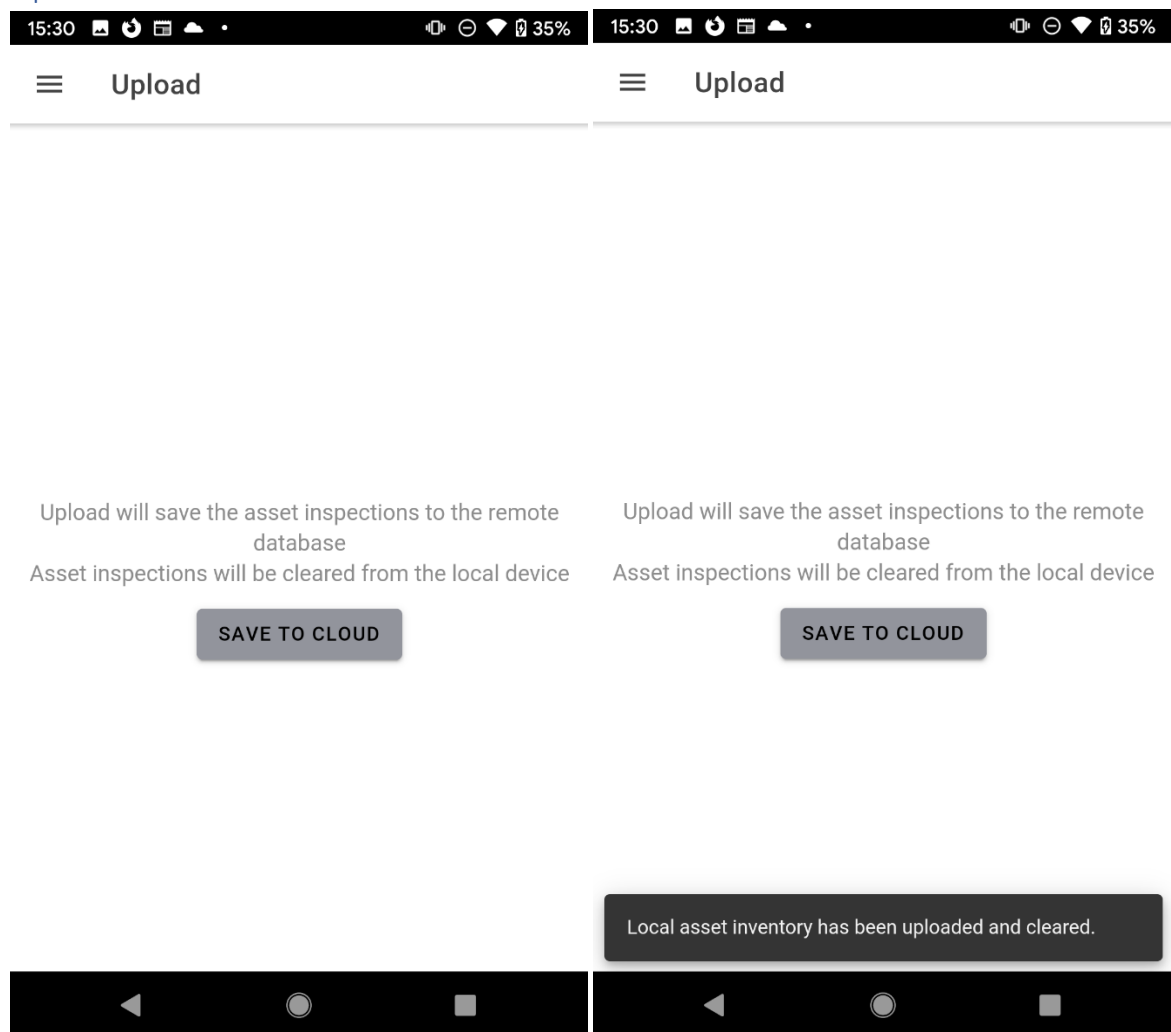 15:30
35%
Upload
Upload will save the asset inspections to the remote
database
Asset inspections will be cleared from the local device
SAVE TO CLOUD
15:30
35%
Upload
Upload will save the asset inspections to the remote
database
Asset inspections will be cleared from the local device
SAVE TO CLOUD
Local asset inventory has been uploaded and cleared.